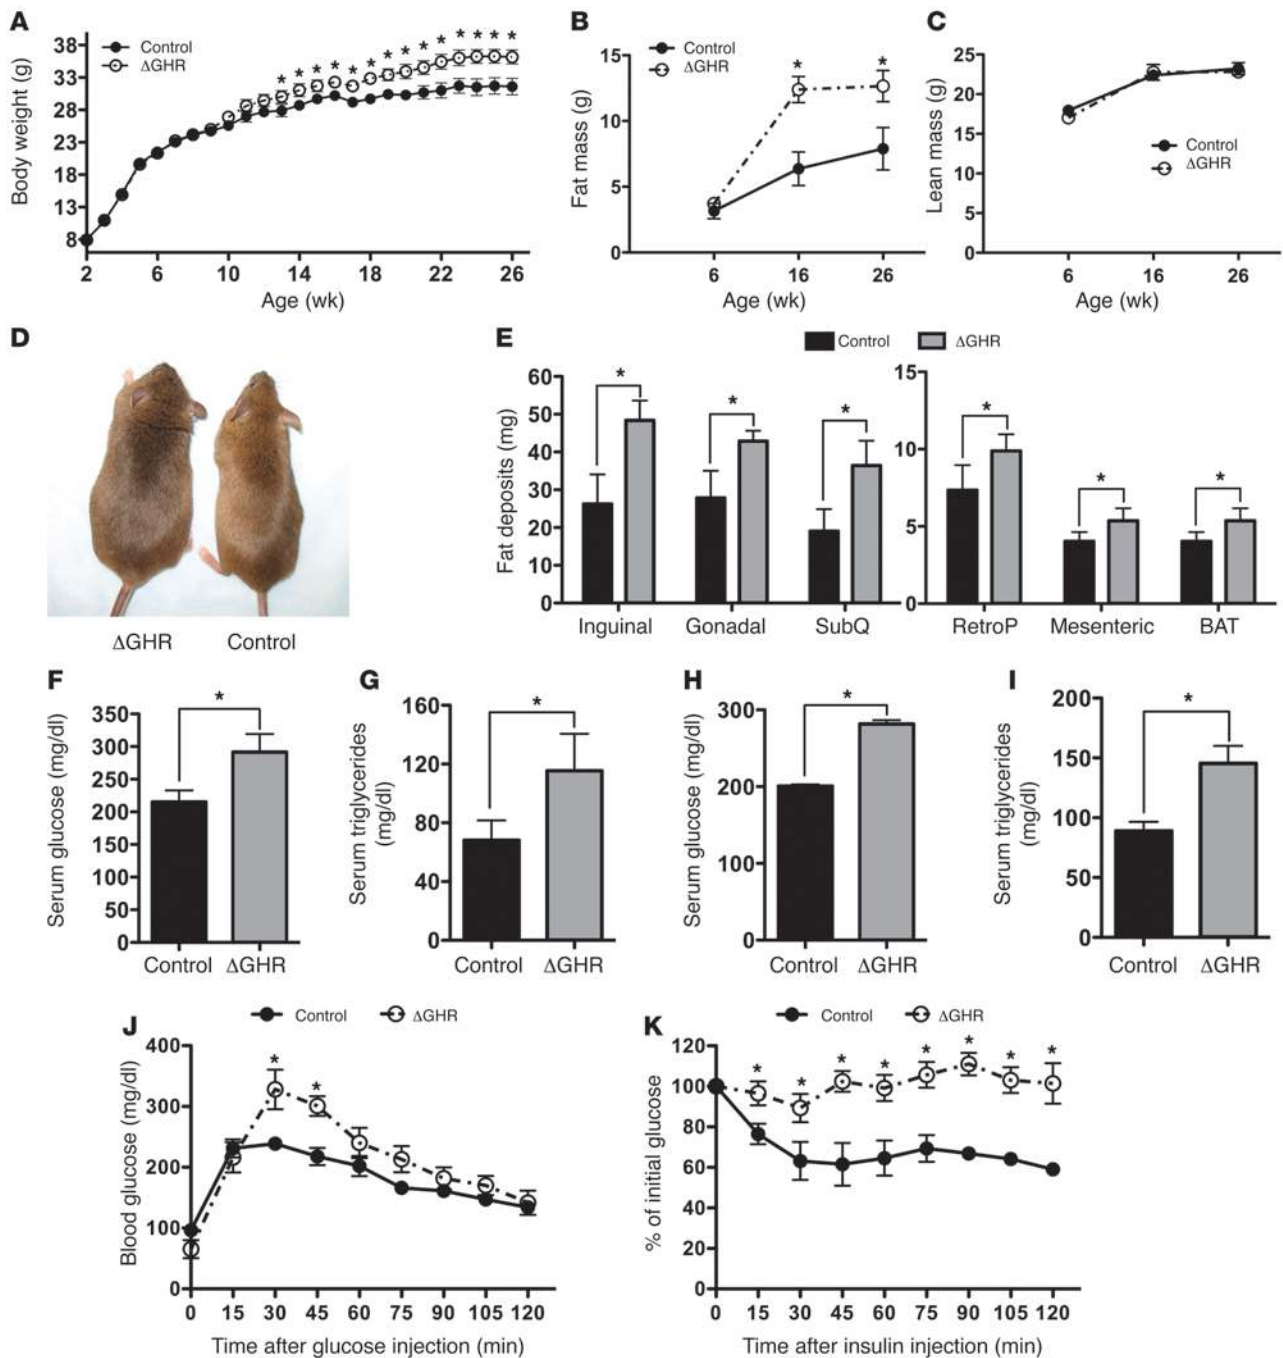 A
Body weight (g)
38
33
28
23
18
13
8
Control
ΔGHR
* * * * * * * * * * * * * *
2 6 10 14 18 22 26
Age (wk)
B
Fat mass (g)
15
10
5
0
Control
ΔGHR
* *
6 16 26
Age (wk)
C
Lean mass (g)
25
20
15
10
5
0
Control
ΔGHR
6 16 26
Age (wk)
D
ΔGHR Control
E
Control ΔGHR
Fat deposits (mg)
60
50
40
30
20
10
0
* * *
Inguinal Gonadal SubQ
15
10
5
0
* * *
RetroP Mesenteric BAT
F
Serum glucose (mg/dl)
350
300
250
200
150
100
50
0
*
Control ΔGHR
G
Serum triglycerides
(mg/dl)
160
120
80
40
0
*
Control ΔGHR
H
Serum glucose (mg/dl)
300
200
100
0
*
Control ΔGHR
I
Serum triglycerides
(mg/dl)
200
150
100
50
0
*
Control ΔGHR
J
Control ΔGHR
Blood glucose (mg/dl)
400
300
200
100
0
* *
0 15 30 45 60 75 90 105 120
Time after glucose injection (min)
K
Control ΔGHR
% of initial glucose
120
100
80
60
40
20
0
* * * * * * * *
0 15 30 45 60 75 90 105 120
Time after insulin injection (min)